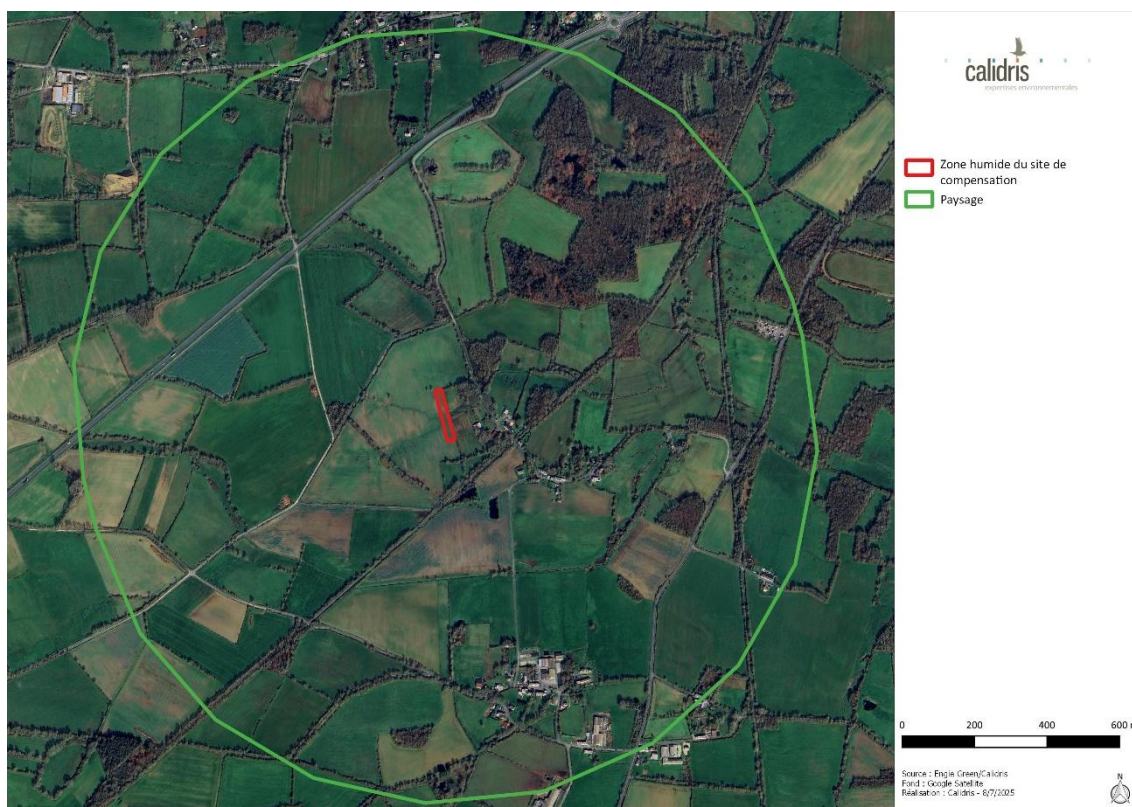 calidris
expertises environnementales
Zone humide du site de
compensation
Paysage
0 200 400 600 m
Source : Engie Green/Calidris
Fond : Google Satellite
Réalisation : Calidris - 8/7/2025
N